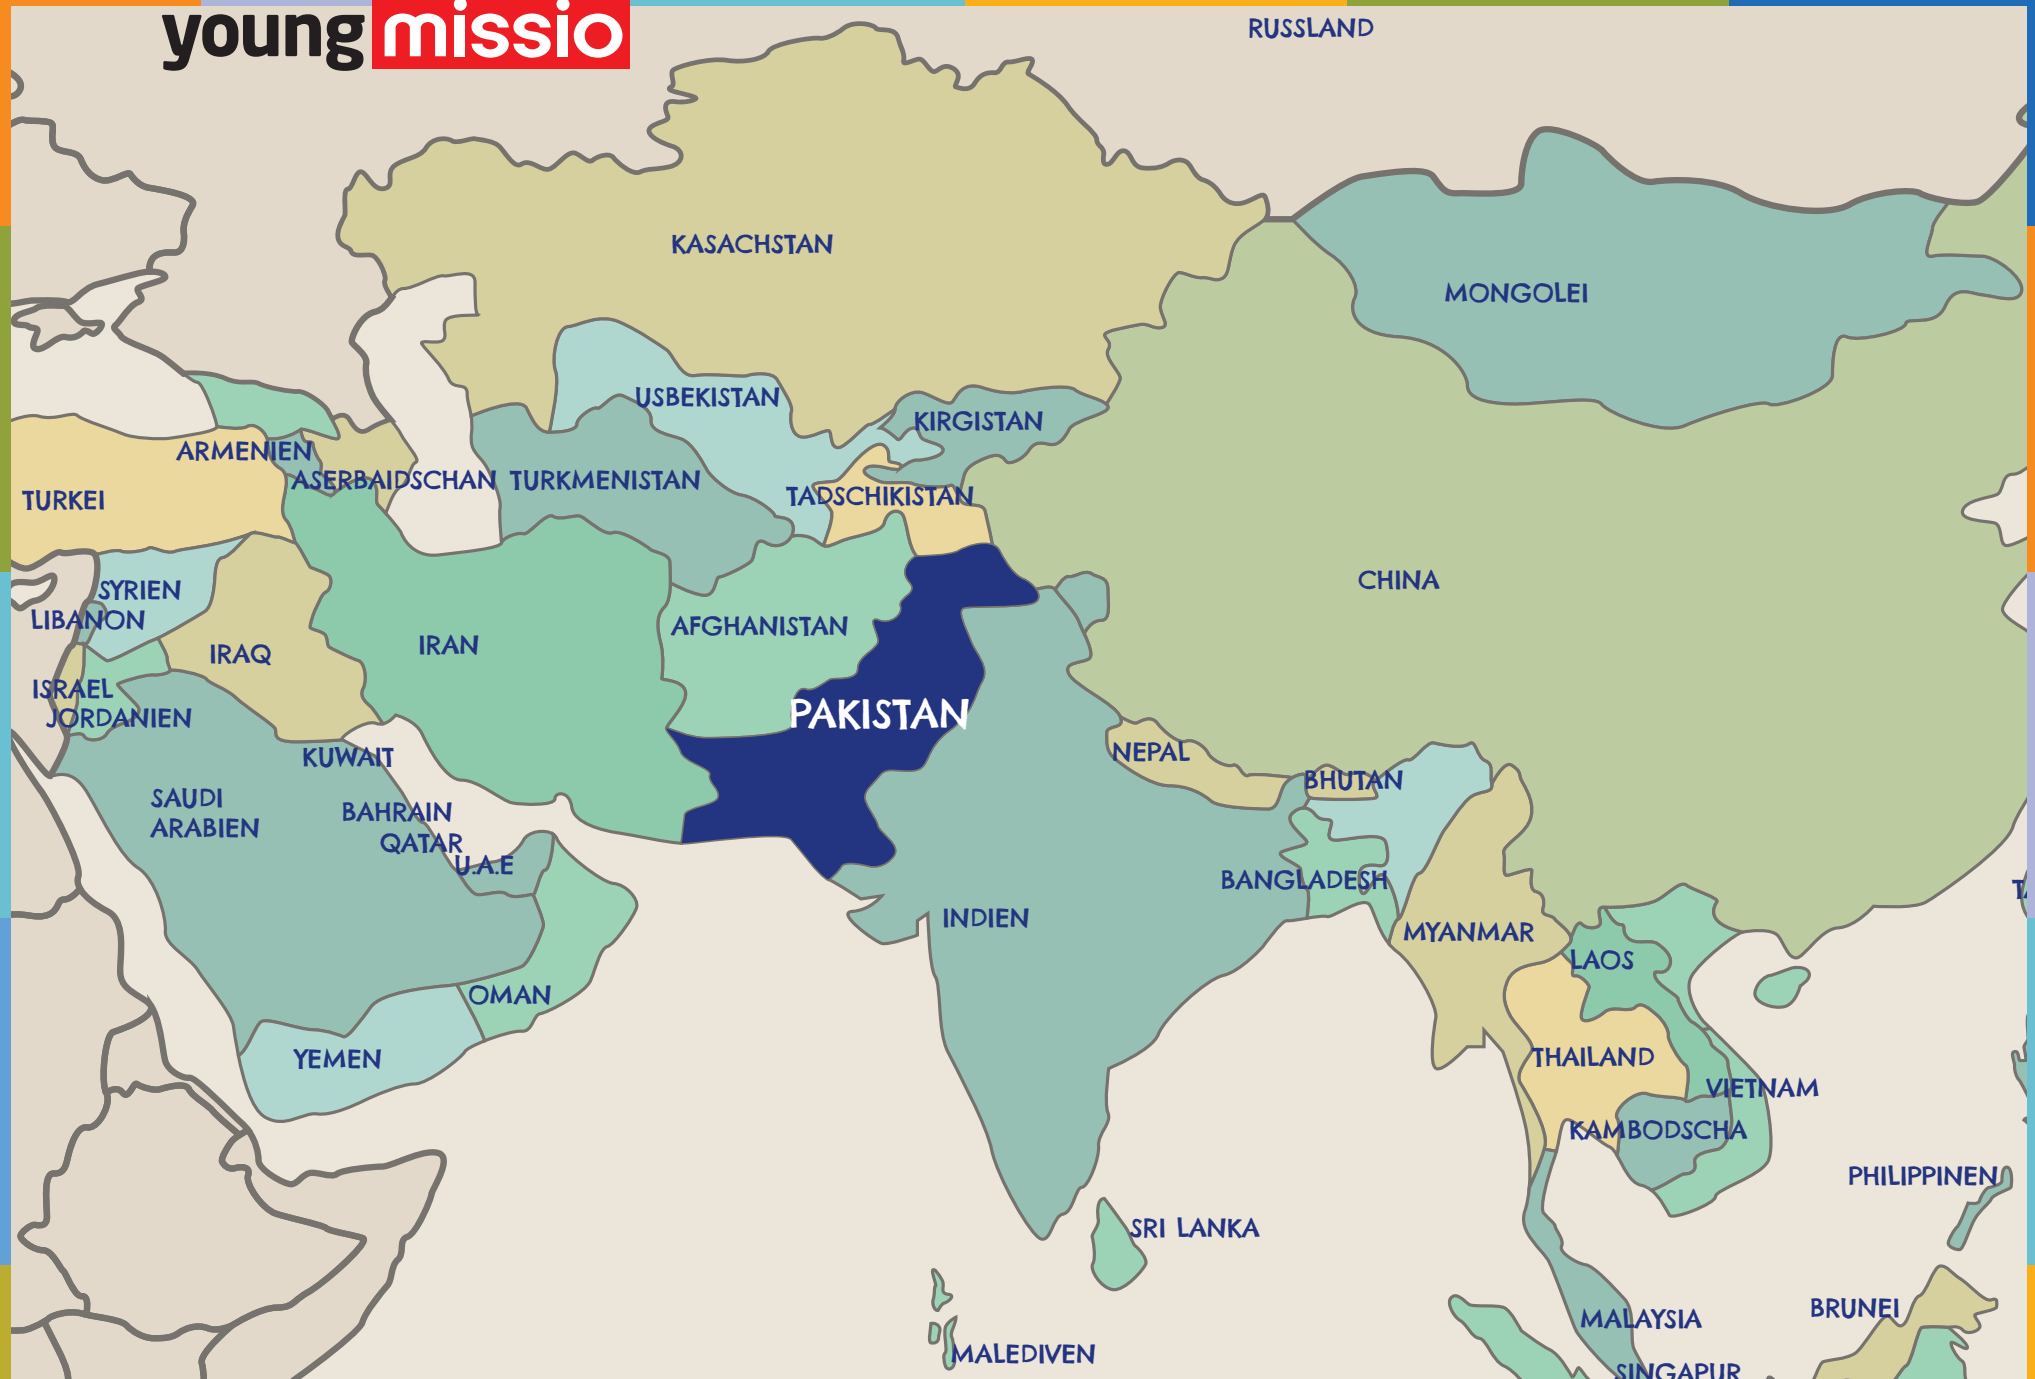 young missio
RUSSLAND
KASACHSTAN
MONGOLEI
USBEKISTAN
KIRGISTAN
ARMENIEN
ASERBAIDSCHAN
TURKMENISTAN
TADSCHIKISTAN
TURKEI
CHINA
SYRIEN
LIBANON
AFGHANISTAN
IRAN
IRAQ
ISRAEL
JORDANIEN
PAKISTAN
KUWAIT
NEPAL
BHUTAN
SAUDI
ARABIEN
BAHRAIN
QATAR
U.A.E
BANGLADESH
INDIEN
MYANMAR
LAOS
OMAN
YEMEN
THAILAND
VIETNAM
KAMBODSCHA
PHILIPPINEN
SRI LANKA
BRUNEI
MALAYSIA
MALEDIVEN
SINGAPUR